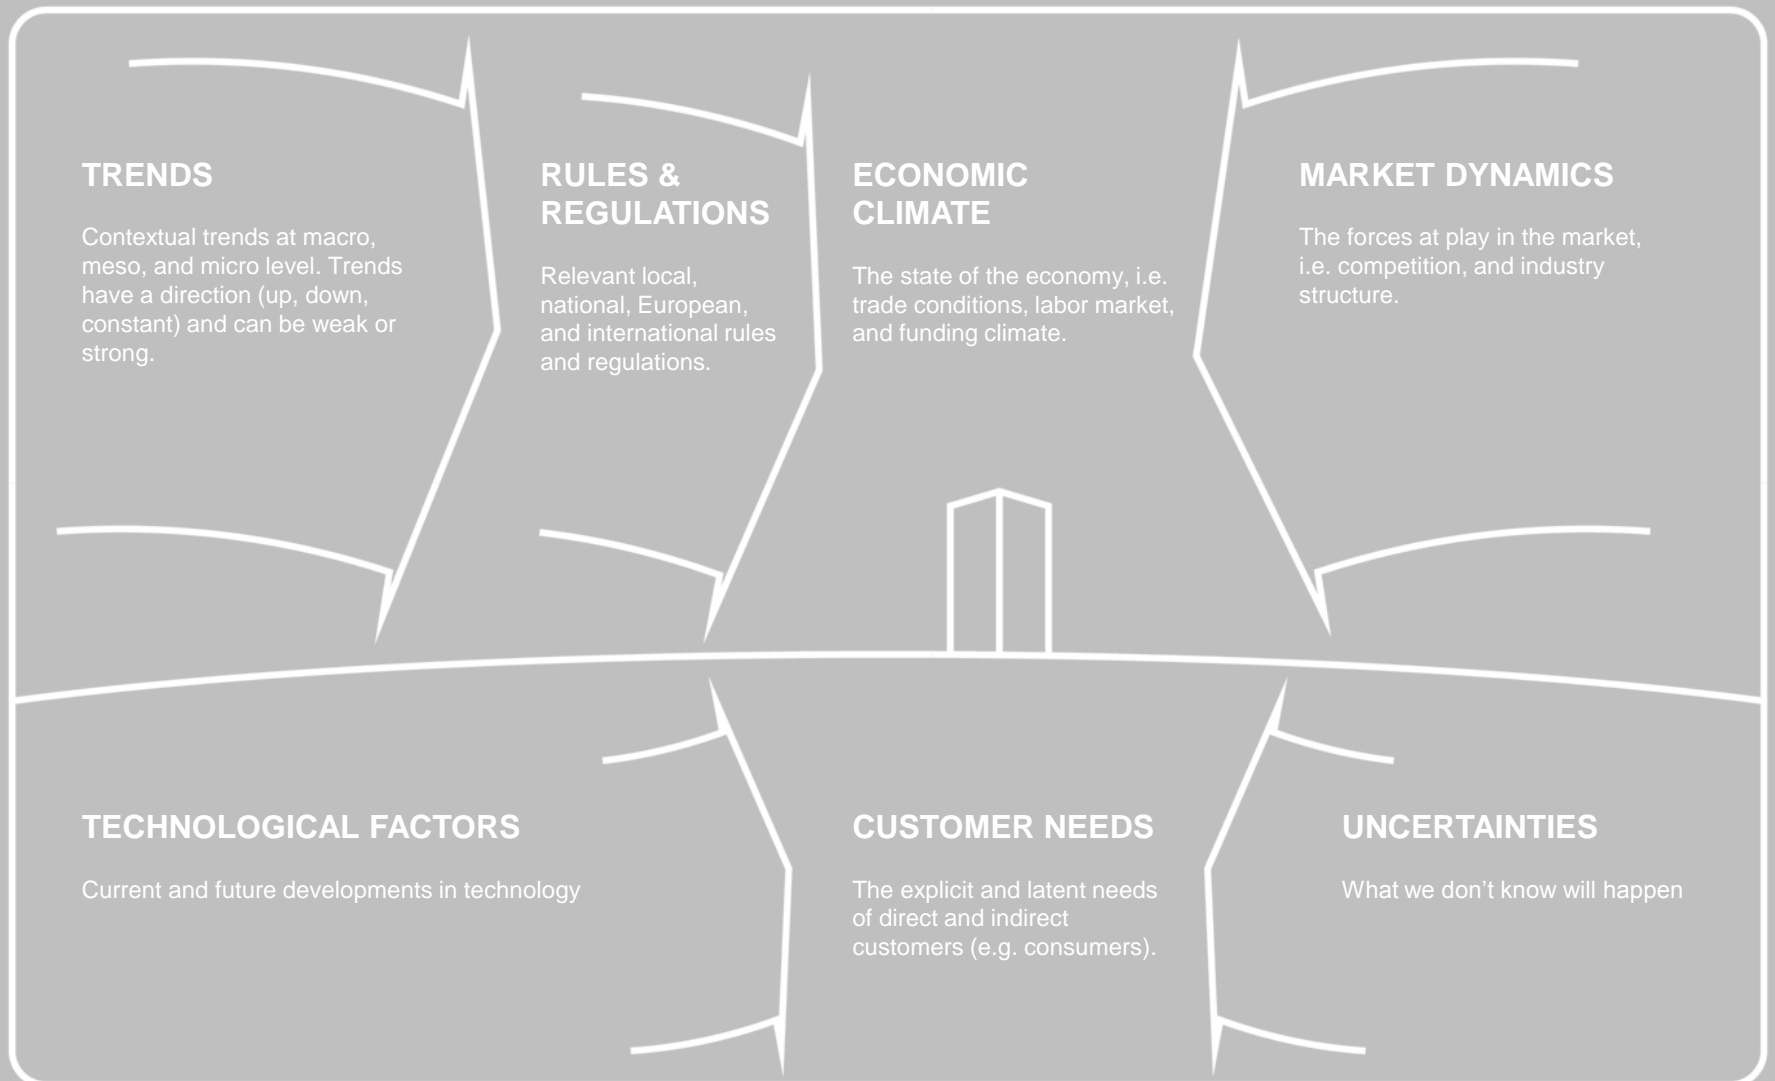 TRENDS
Contextual trends at macro,
meso, and micro level. Trends
have a direction (up, down,
constant) and can be weak or
strong.
RULES &
REGULATIONS
Relevant local,
national, European,
and international rules
and regulations.
ECONOMIC
CLIMATE
The state of the economy, i.e.
trade conditions, labor market,
and funding climate.
MARKET DYNAMICS
The forces at play in the market,
i.e. competition, and industry
structure.
TECHNOLOGICAL FACTORS
Current and future developments in technology
CUSTOMER NEEDS
The explicit and latent needs
of direct and indirect
customers (e.g. consumers).
UNCERTAINTIES
What we don’t know will happen